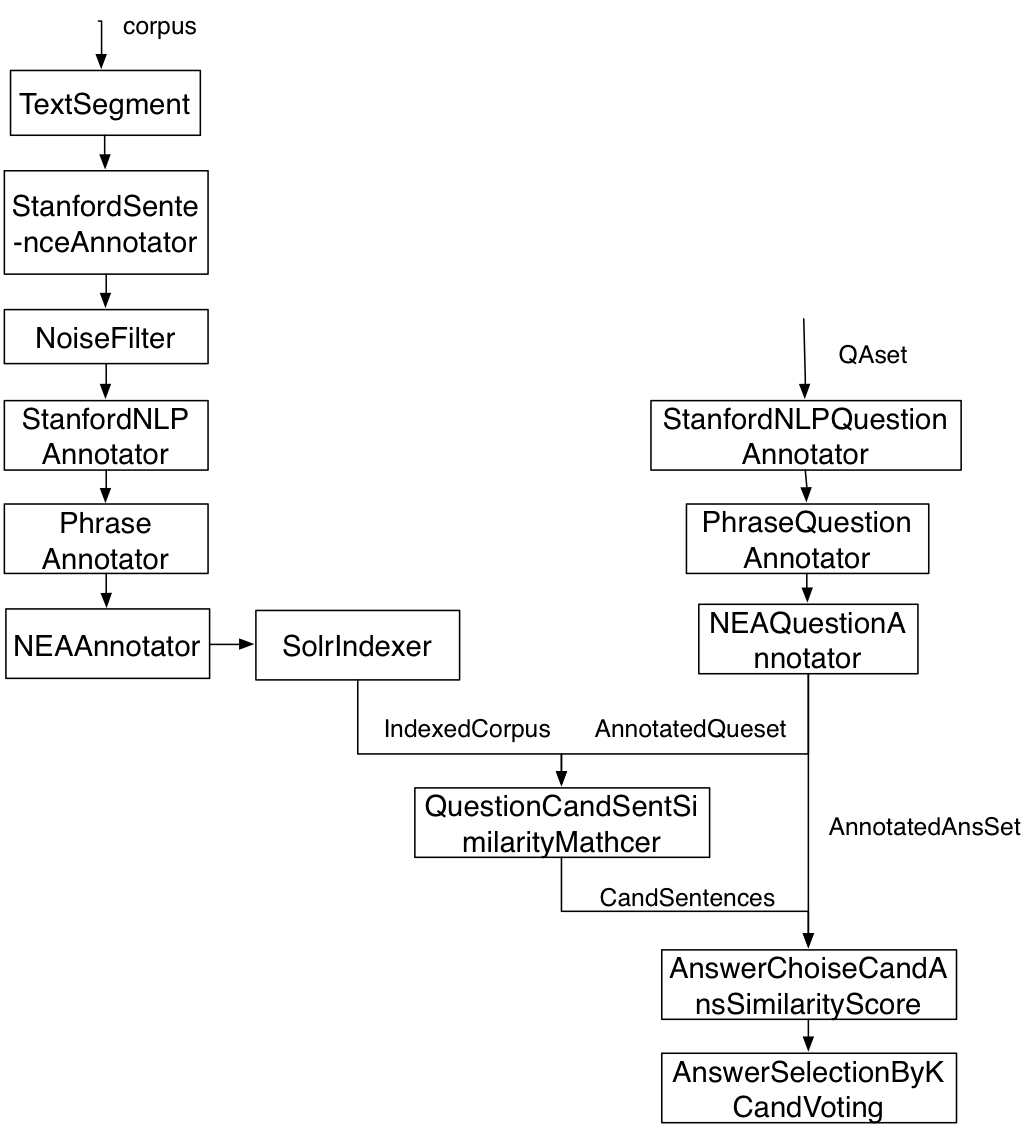 corpus
TextSegment
StanfordSente
-nceAnnotator
NoiseFilter
StanfordNLP
Annotator
Phrase
Annotator
NEAAnnotator
SolrIndexer
QAset
StanfordNLPQuestion
Annotator
PhraseQuestion
Annotator
NEAQuestionA
nnotator
IndexedCorpus
AnnotatedQueset
QuestionCandSentSi
milarityMathcer
AnnotatedAnsSet
CandSentences
AnswerChoiseCandA
nsSimilarityScore
AnswerSelectionByK
CandVoting